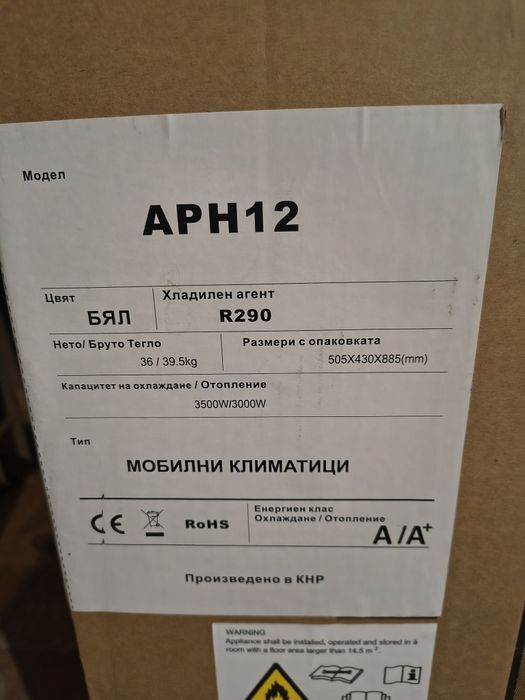 Модел
APH12
Цвят
БЯЛ
Хладилен агент
R290
Нето/ Бруто Тегло
36 / 39.5kg
Размери с опаковката
505X430X885(mm)
Капацитет на охлаждане / Отопление
3500W/3000W
Тип
МОБИЛНИ КЛИМАТИЦИ
CE
RoHS
Енергиен клас
Охлаждане / Отопление
A /A+
Произведено в КНР
WARNING
Appliance shall be installed, operated and stored in a
room with a floor area larger than 14,5 m².